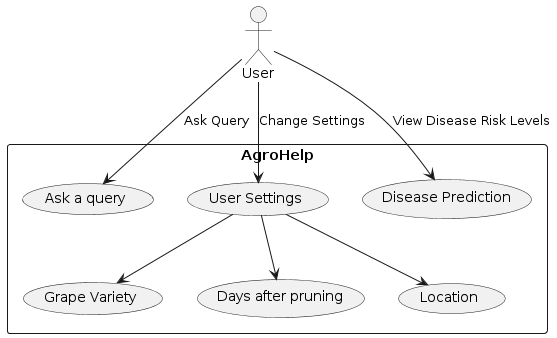 User
Ask Query
Change Settings
View Disease Risk Levels
AgroHelp
Ask a query
User Settings
Disease Prediction
Grape Variety
Days after pruning
Location